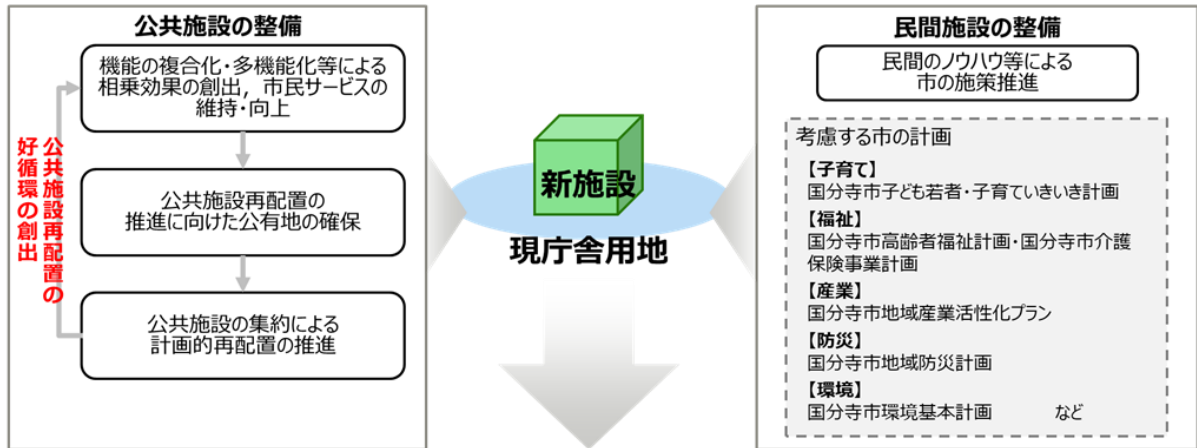 公共施設の整備
機能の複合化・多機能化等による
相乗効果の創出，市民サービスの
維持・向上
公共施設再配置の
推進に向けた公有地の確保
公共施設の集約による
計画的再配置の推進
公共施設再配置の
好循環の創出
新施設
現庁舎用地
民間施設の整備
民間のノウハウ等による
市の施策推進
考慮する市の計画
【子育て】
国分寺市子ども若者・子育ていきいき計画
【福祉】
国分寺市高齢者福祉計画・国分寺市介護
保険事業計画
【産業】
国分寺市地域産業活性化プラン
【防災】
国分寺市地域防災計画
【環境】
国分寺市環境基本計画　　　など